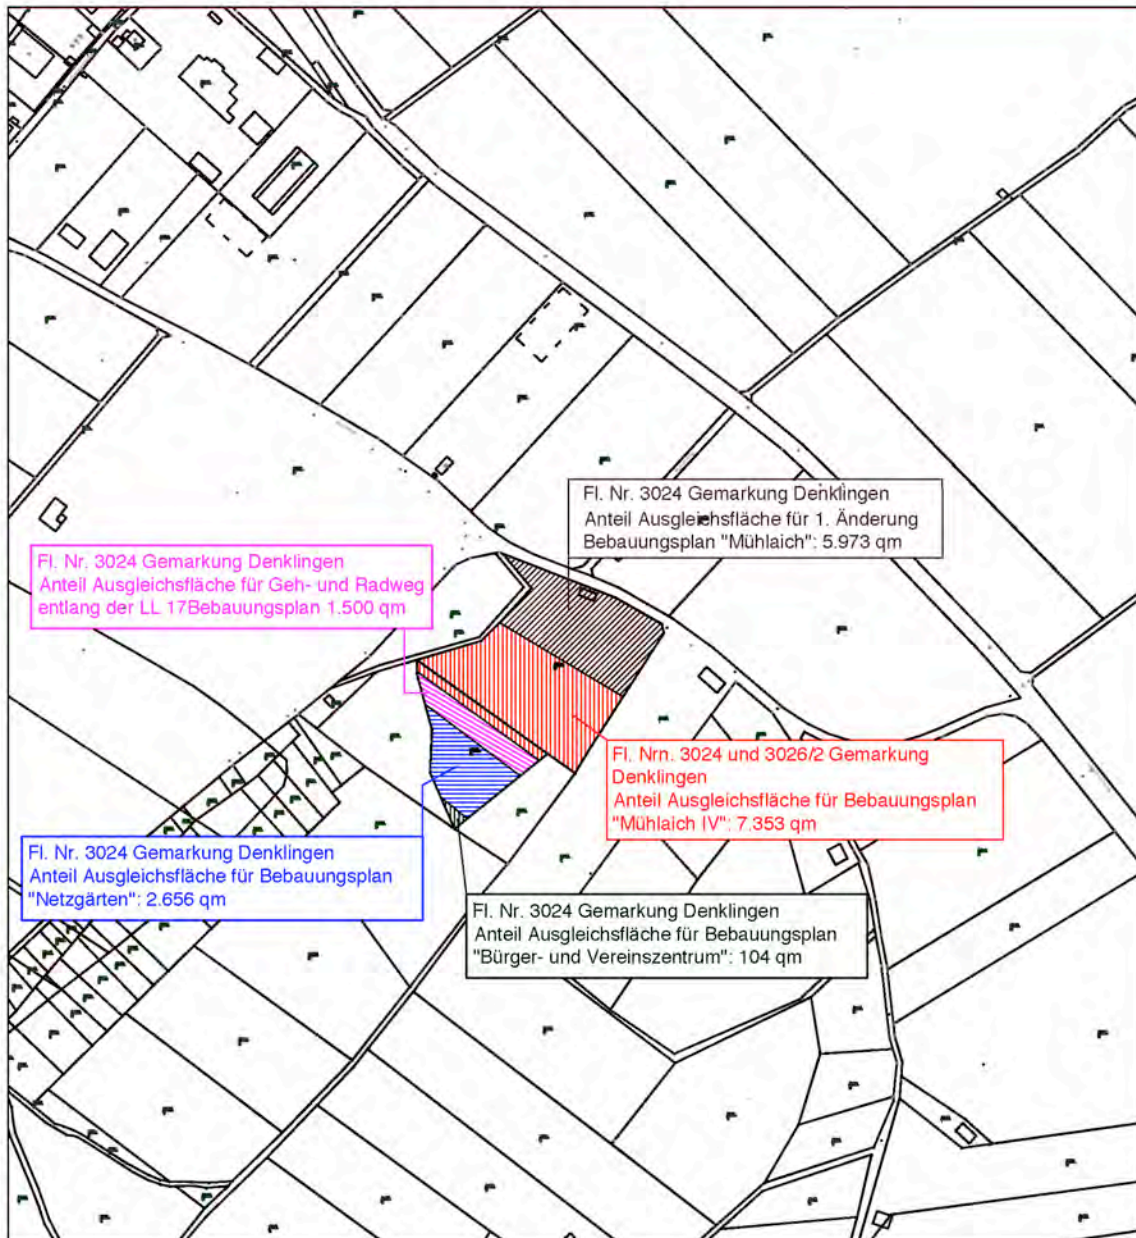 Fl. Nr. 3024 Gemarkung Denklingen
Anteil Ausgleichsfläche für 1. Änderung
Bebauungsplan "Mühlaich": 5.973 qm
Fl. Nr. 3024 Gemarkung Denklingen
Anteil Ausgleichsfläche für Geh- und Radweg
entlang der LL 17Bebauungsplan 1.500 qm
Fl. Nrn. 3024 und 3026/2 Gemarkung
Denklingen
Anteil Ausgleichsfläche für Bebauungsplan
"Mühlaich IV": 7.353 qm
Fl. Nr. 3024 Gemarkung Denklingen
Anteil Ausgleichsfläche für Bebauungsplan
"Netzgärten": 2.656 qm
Fl. Nr. 3024 Gemarkung Denklingen
Anteil Ausgleichsfläche für Bebauungsplan
"Bürger- und Vereinszentrum": 104 qm